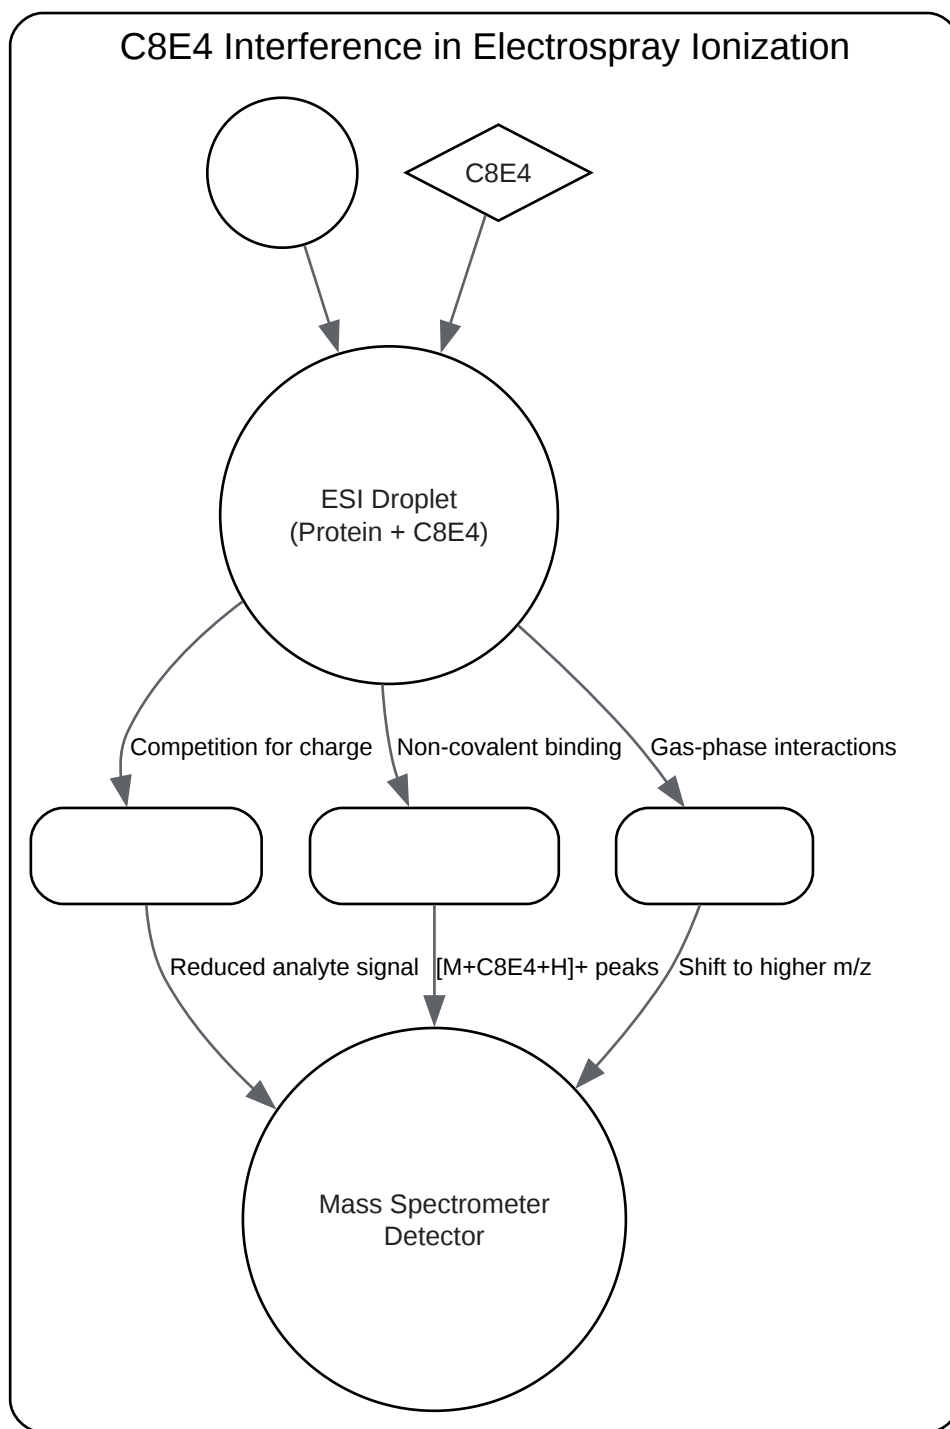 C8E4 Interference in Electrospray Ionization
C8E4
ESI Droplet
(Protein + C8E4)
Competition for charge
Non-covalent binding
Gas-phase interactions
Reduced analyte signal
[M+C8E4+H]+ peaks
Shift to higher m/z
Mass Spectrometer
Detector